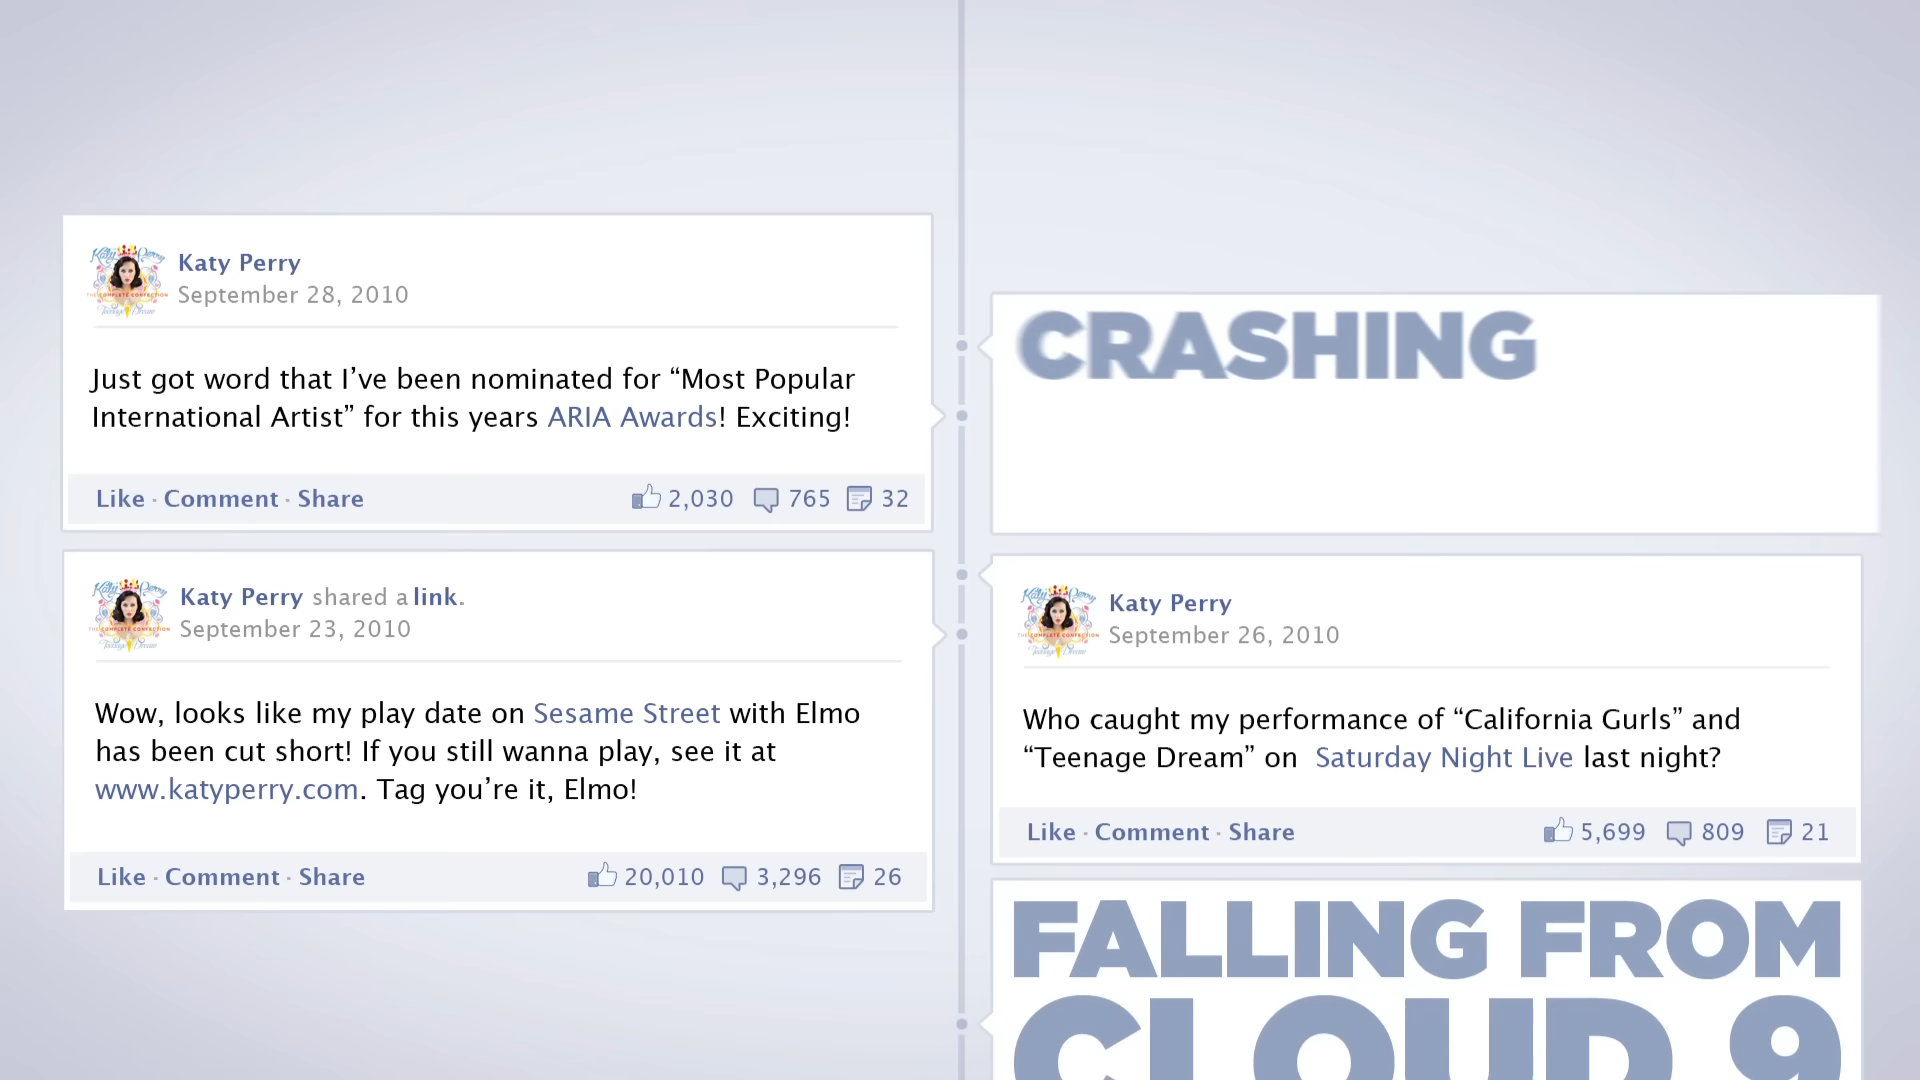 Katy Perry
September 28, 2010
Just got word that I’ve been nominated for “Most Popular
International Artist” for this years ARIA Awards! Exciting!
Like · Comment · Share 2,030 765 32
Katy Perry shared a link.
September 23, 2010
Wow, looks like my play date on Sesame Street with Elmo
has been cut short! If you still wanna play, see it at
www.katyperry.com. Tag you’re it, Elmo!
Like · Comment · Share 20,010 3,296 26
CRASHING
Katy Perry
September 26, 2010
Who caught my performance of “California Gurls” and
“Teenage Dream” on Saturday Night Live last night?
Like · Comment · Share 5,699 809 21
FALLING FROM
CLOUD 9